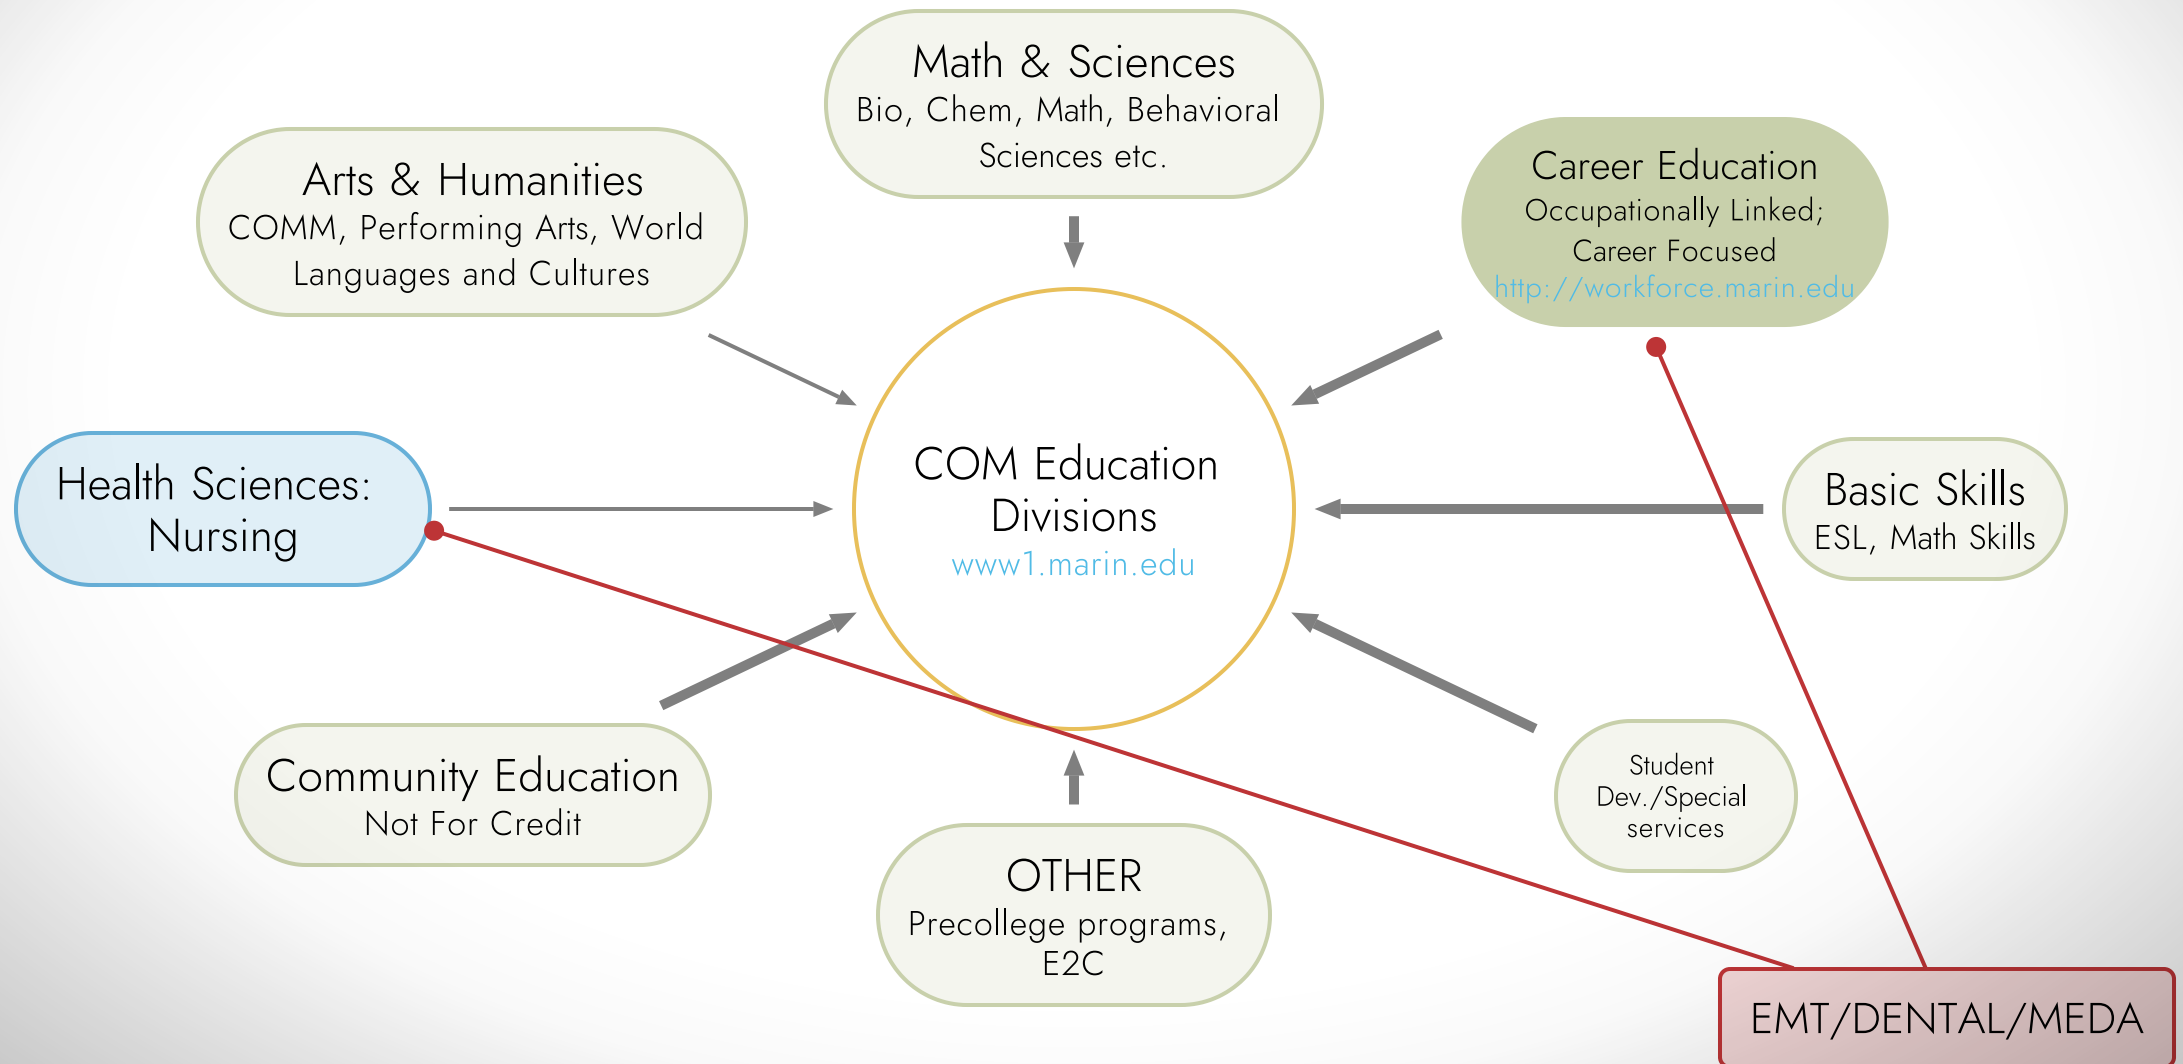 Math & Sciences
Bio, Chem, Math, Behavioral
Sciences etc.
Arts & Humanities
COMM, Performing Arts, World
Languages and Cultures
Career Education
Occupationally Linked;
Career Focused
http://workforce.marin.edu
Health Sciences:
Nursing
COM Education
Divisions
www1.marin.edu
Basic Skills
ESL, Math Skills
Community Education
Not For Credit
OTHER
Precollege programs,
E2C
Student
Dev./Special
services
EMT/DENTAL/MEDA